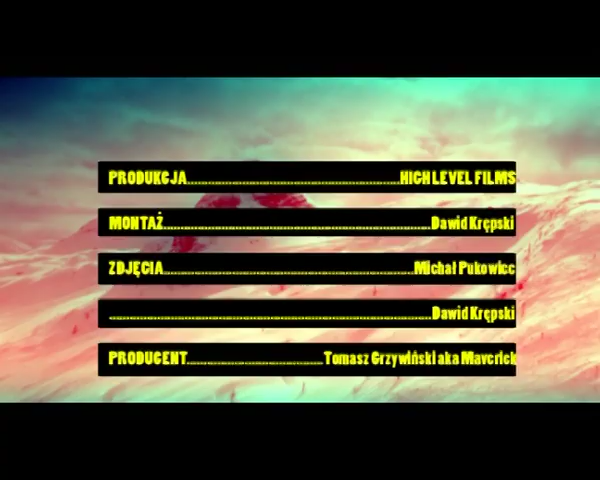 PRODUKCJA HIGH LEVEL FILMS
MONTAŻ Dawid Krępski
ZDJĘCIA Michał Pukowiec
Dawid Krępski
PRODUCENT Tomasz Grzywiński aka Maverick